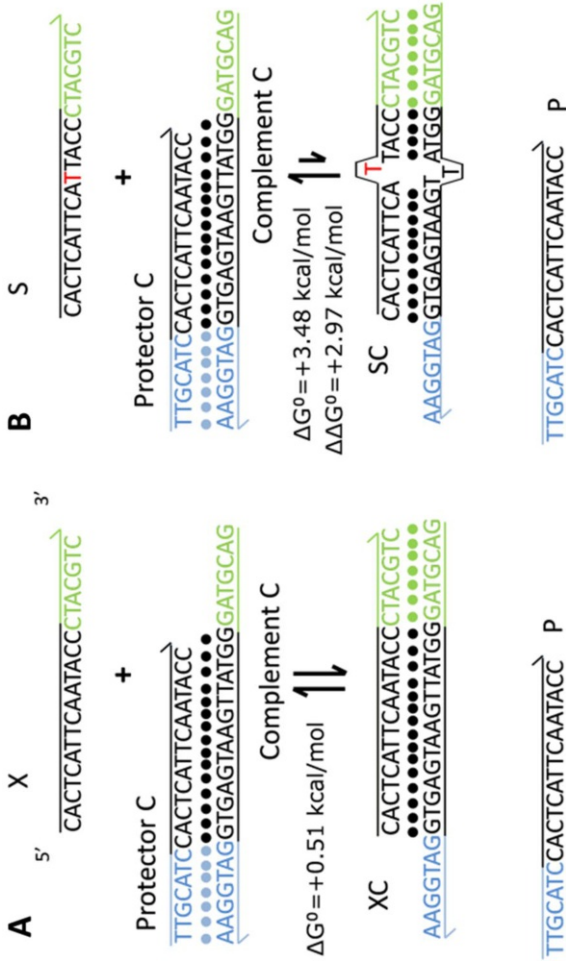 A
X
5'
3'
CACTCATTCAATACCCTACGTC
+
Protector C
TTGCATCCACTCATTCAATACC
AAGGTAGGTGAGTAAGTTATGGGATGCAG
Complement C
ΔG⁰=+0.51 kcal/mol
XC
CACTCATTCAATACCCTACGTC
AAGGTAGGTGAGTAAGTTATGGGATGCAG
TTGCATCCACTCATTCAATACC
P
B
S
CACTCATTCATTACCCTACGTC
+
Protector C
TTGCATCCACTCATTCAATACC
AAGGTAGGTGAGTAAGTTATGGGATGCAG
Complement C
ΔG⁰=+3.48 kcal/mol
ΔΔG⁰=+2.97 kcal/mol
SC
T
CACTCATTCA TACCCTACGTC
AAGGTAGGTGAGTAAGT ATGGGATGCAG
T
TTGCATCCACTCATTCAATACC
P